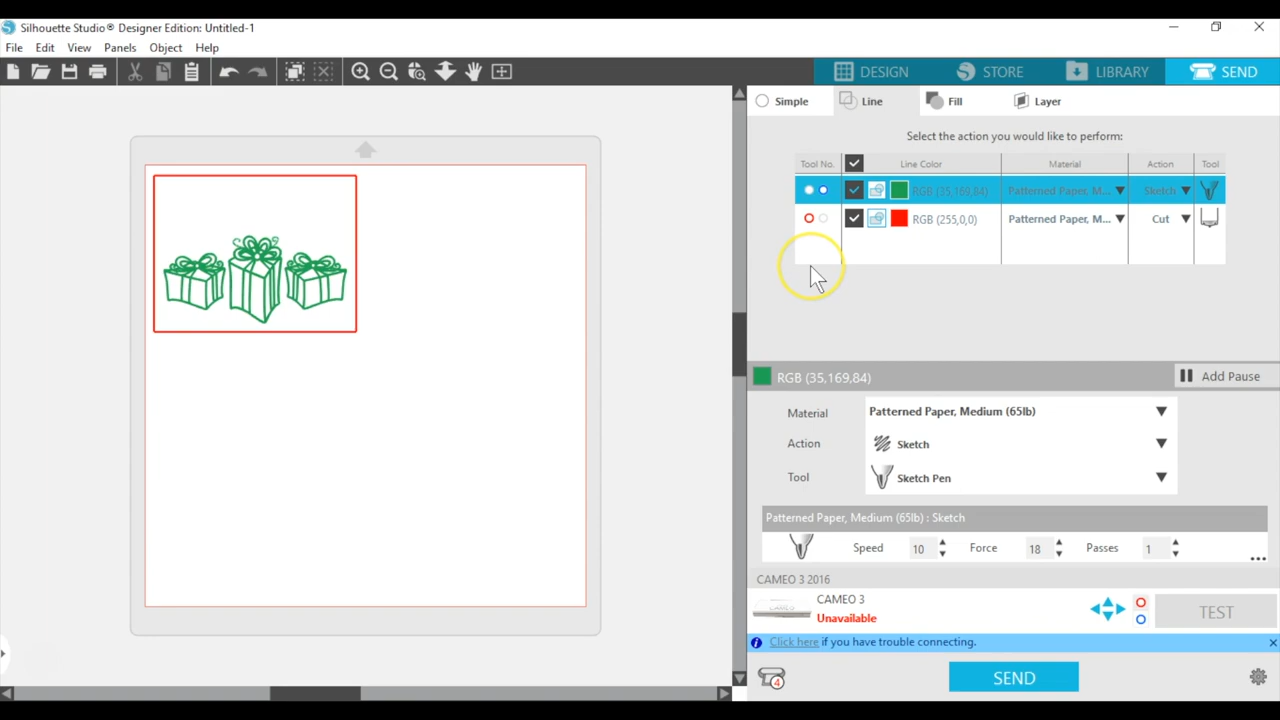 Silhouette Studio® Designer Edition: Untitled-1
File Edit View Panels Object Help
DESIGN STORE LIBRARY SEND
Simple Line Fill Layer
Select the action you would like to perform:
Tool No. Line Color Material Action Tool
RGB (35,169,84) Patterned Paper, M... Sketch
RGB (255,0,0) Patterned Paper, M... Cut
RGB (35,169,84) Add Pause
Material Patterned Paper, Medium (65lb)
Action Sketch
Tool Sketch Pen
Patterned Paper, Medium (65lb) : Sketch
Speed 10 Force 18 Passes 1 ...
CAMEO 3 2016
CAMEO 3
Unavailable
TEST
Click here if you have trouble connecting.
4
SEND